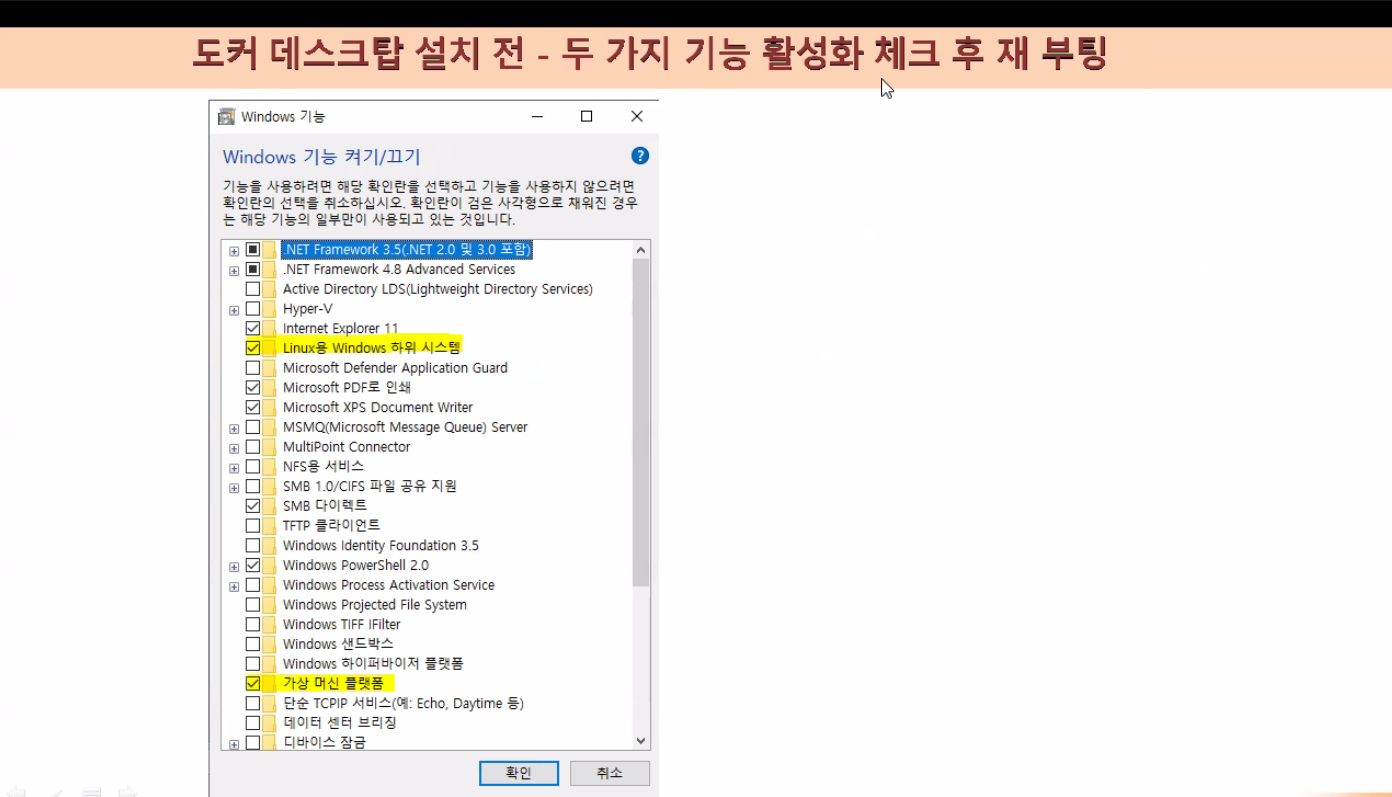 도커 데스크탑 설치 전 - 두 가지 기능 활성화 체크 후 재 부팅
Windows 기능
Windows 기능 켜기/끄기
기능을 사용하려면 해당 확인란을 선택하고 기능을 사용하지 않으려면
확인란의 선택을 취소하십시오. 확인란이 검은 사각형으로 채워진 경우
는 해당 기능의 일부만이 사용되고 있는 것입니다.
.NET Framework 3.5(.NET 2.0 및 3.0 포함)
.NET Framework 4.8 Advanced Services
Active Directory LDS(Lightweight Directory Services)
Hyper-V
Internet Explorer 11
Linux용 Windows 하위 시스템
Microsoft Defender Application Guard
Microsoft PDF로 인쇄
Microsoft XPS Document Writer
MSMQ(Microsoft Message Queue) Server
MultiPoint Connector
NFS용 서비스
SMB 1.0/CIFS 파일 공유 지원
SMB 다이렉트
TFTP 클라이언트
Windows Identity Foundation 3.5
Windows PowerShell 2.0
Windows Process Activation Service
Windows Projected File System
Windows TIFF IFilter
Windows 샌드박스
Windows 하이퍼바이저 플랫폼
가상 머신 플랫폼
단순 TCPIP 서비스(예: Echo, Daytime 등)
데이터 센터 브리징
디바이스 잠금
확인
취소